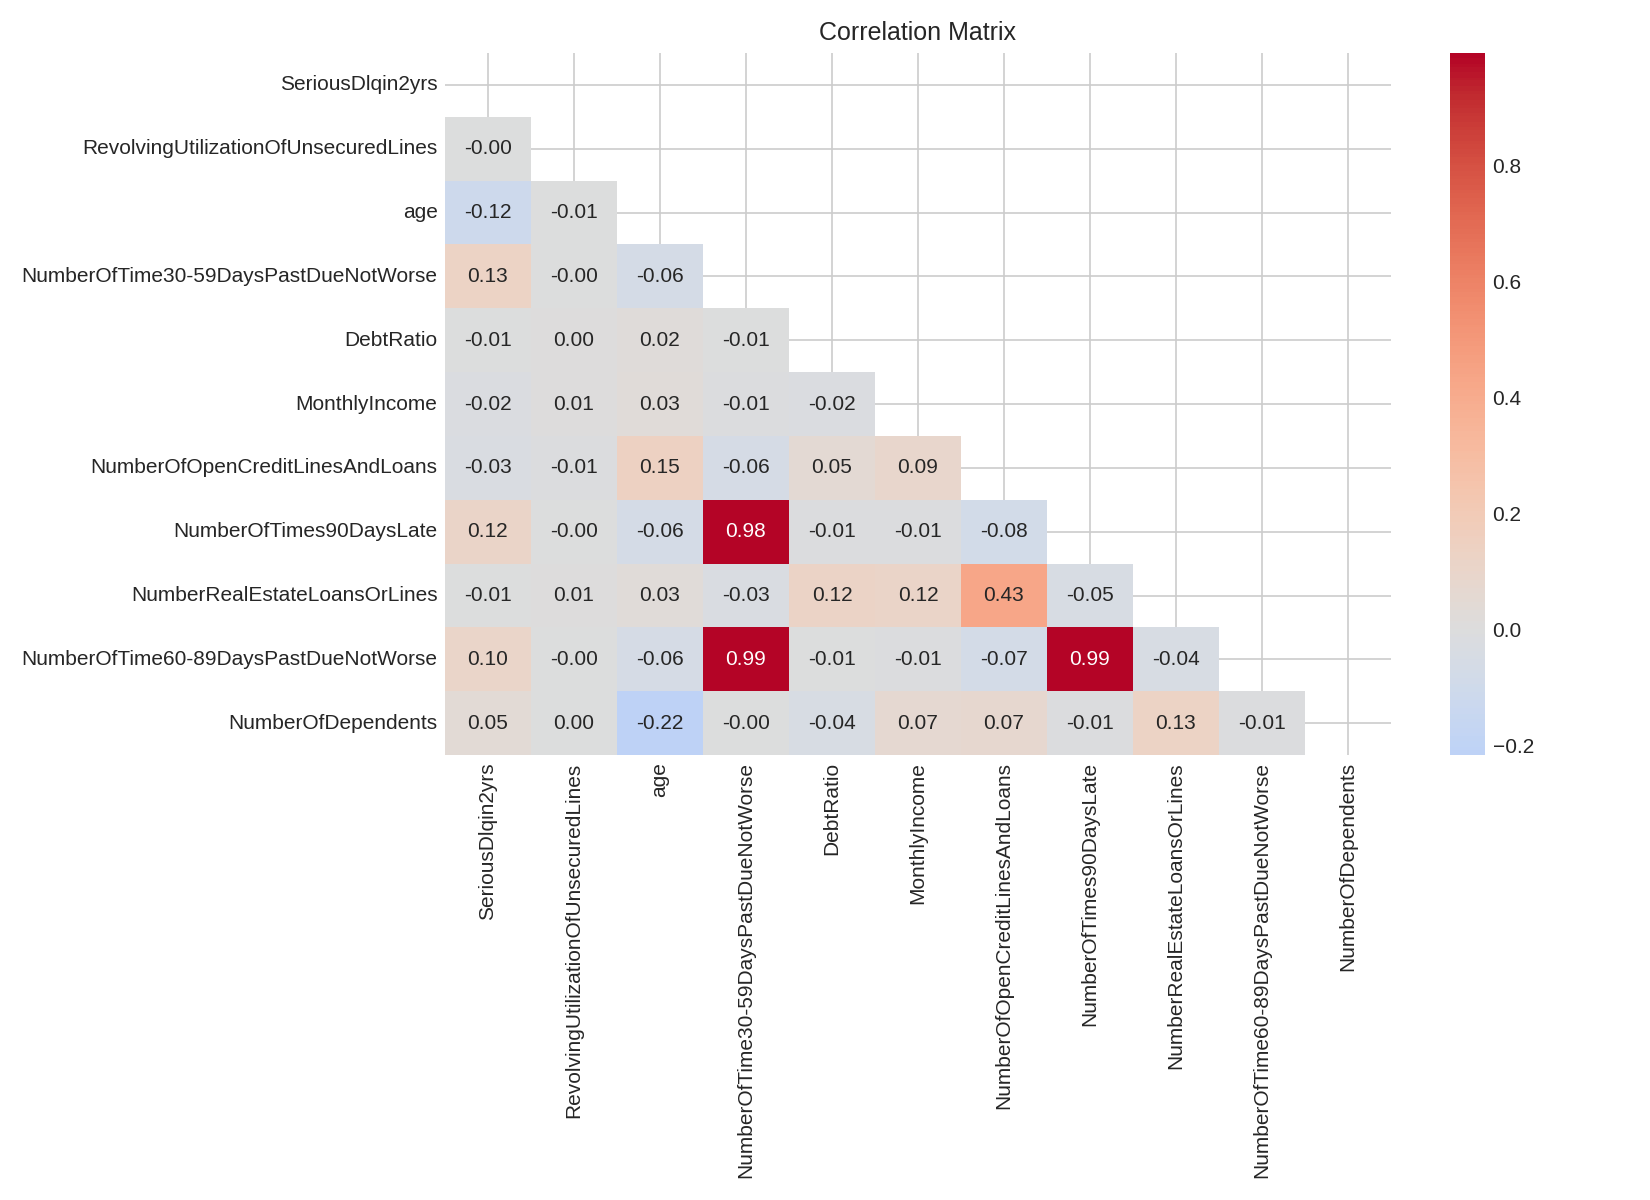 Correlation Matrix
SeriousDlqin2yrs
RevolvingUtilizationOfUnsecuredLines -0.00
age -0.12 -0.01
NumberOfTime30-59DaysPastDueNotWorse 0.13 -0.00 -0.06
DebtRatio -0.01 0.00 0.02 -0.01
MonthlyIncome -0.02 0.01 0.03 -0.01 -0.02
NumberOfOpenCreditLinesAndLoans -0.03 -0.01 0.15 -0.06 0.05 0.09
NumberOfTimes90DaysLate 0.12 -0.00 -0.06 0.98 -0.01 -0.01 -0.08
NumberRealEstateLoansOrLines -0.01 0.01 0.03 -0.03 0.12 0.12 0.43 -0.05
NumberOfTime60-89DaysPastDueNotWorse 0.10 -0.00 -0.06 0.99 -0.01 -0.01 -0.07 0.99 -0.04
NumberOfDependents 0.05 0.00 -0.22 -0.00 -0.04 0.07 0.07 -0.01 0.13 -0.01
SeriousDlqin2yrs
RevolvingUtilizationOfUnsecuredLines
age
NumberOfTime30-59DaysPastDueNotWorse
DebtRatio
MonthlyIncome
NumberOfOpenCreditLinesAndLoans
NumberOfTimes90DaysLate
NumberRealEstateLoansOrLines
NumberOfTime60-89DaysPastDueNotWorse
NumberOfDependents
0.8
0.6
0.4
0.2
0.0
−0.2